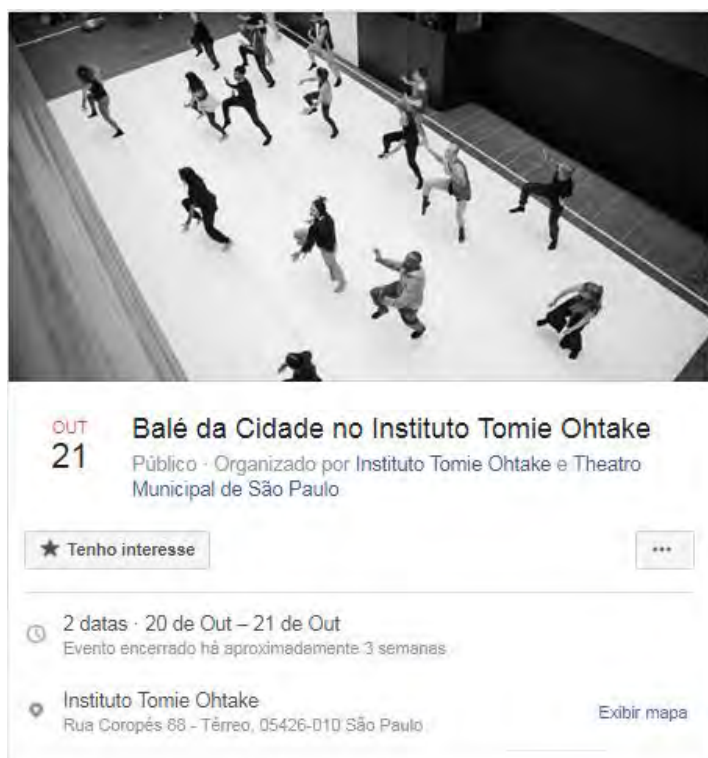 OUT
21
Balé da Cidade no Instituto Tomie Ohtake
Público · Organizado por Instituto Tomie Ohtake e Theatro
Municipal de São Paulo
★ Tenho interesse
•••
2 datas · 20 de Out – 21 de Out
Evento encerrado há aproximadamente 3 semanas
Instituto Tomie Ohtake
Exibir mapa
Rua Coropés 88 - Térreo, 05426-010 São Paulo